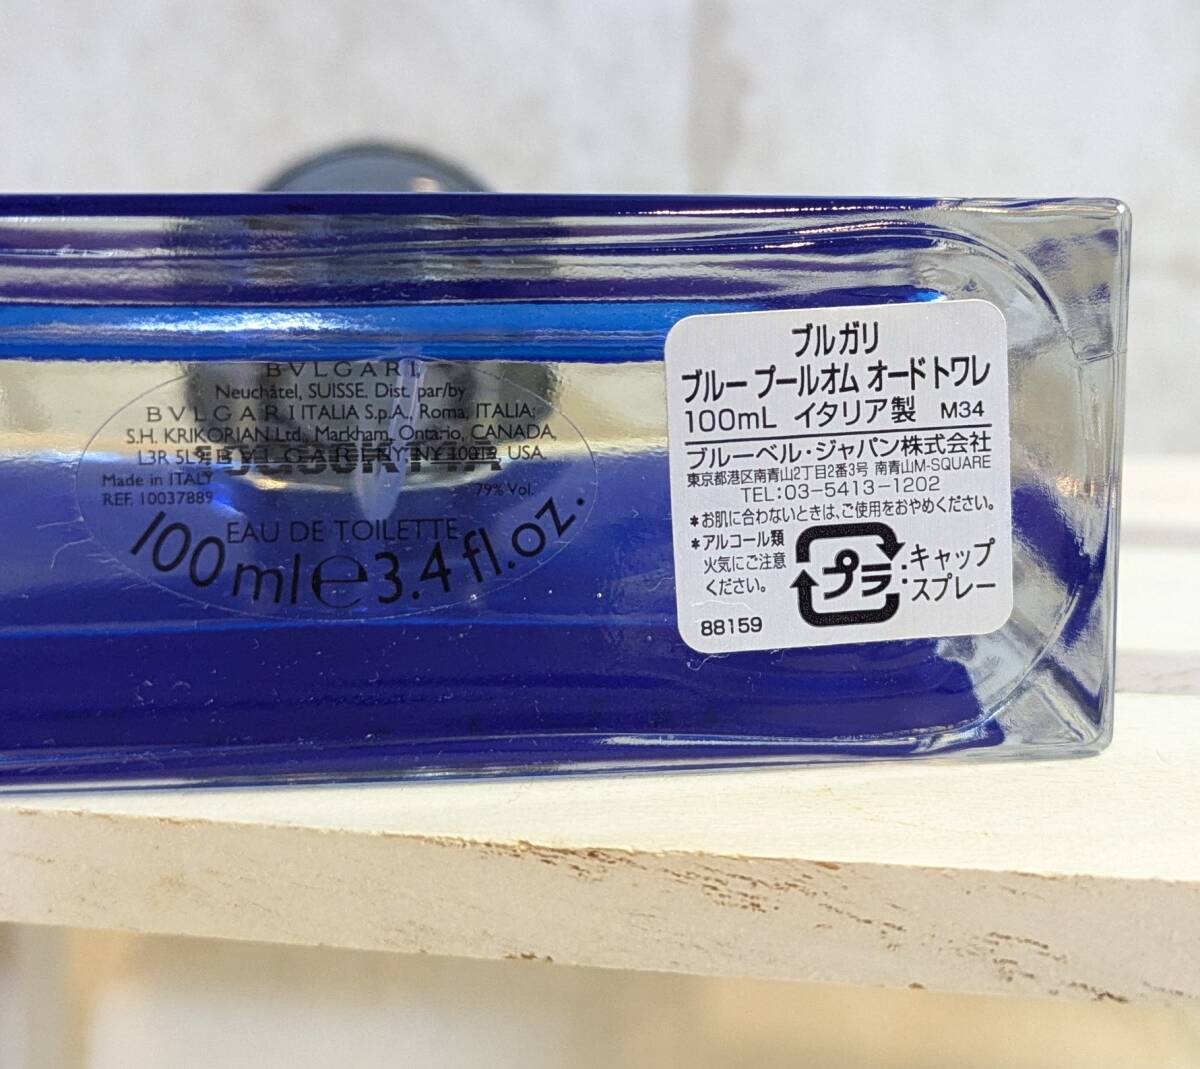 BVLGARI
Neuchâtel, SUISSE. Dist. par/by
BVLGARI ITALIA S.p.A., Roma, ITALIA;
S.H. KRIKORIAN Ltd., Markham, Ontario, CANADA,
L3R 5L9; BVLGARI NY, NY 10019, USA.
Made in ITALY
REF. 10037889
79% Vol.
EAU DE TOILETTE
100ml e 3.4 fl.oz.
ブルガリ
ブルー プールオム オードトワレ
100mL イタリア製 M34
ブルーベル・ジャパン株式会社
東京都港区南青山2丁目2番3号 南青山M-SQUARE
TEL:03-5413-1202
*お肌に合わないときは、ご使用をおやめください。
*アルコール類
火気にご注意
ください。
プラ
:キャップ
スプレー
88159